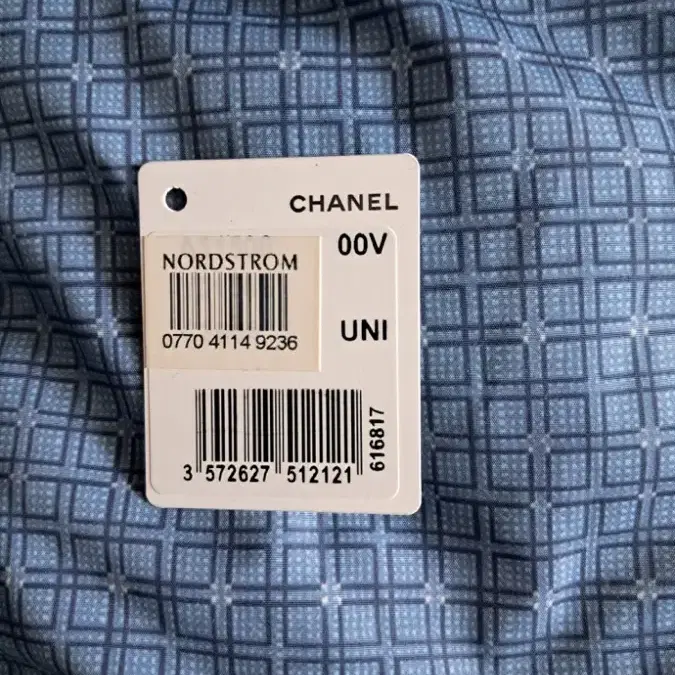 CHANEL
00V
NORDSTROM
0770 4114 9236
UNI
616817
3 572627 512121